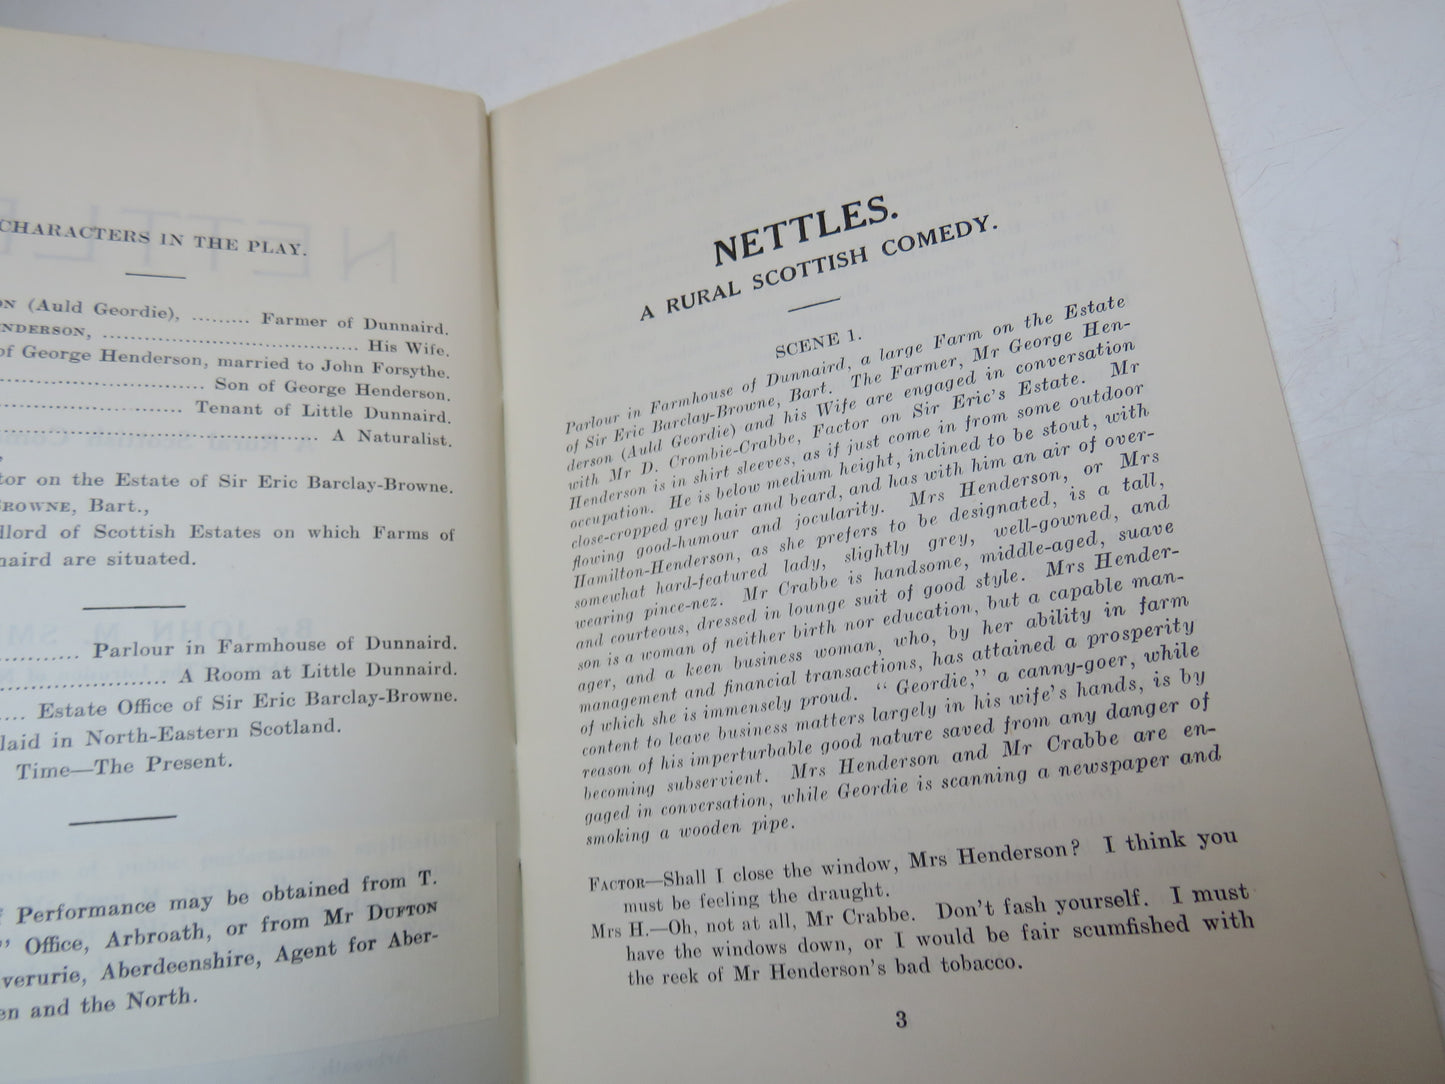 CHARACTERS IN THE PLAY.
(Auld Geordie), ......... Farmer of Dunnaird.
ENDERSON, ..................................... His Wife.
of George Henderson, married to John Forsythe.
Son of George Henderson.
Tenant of Little Dunnaird.
A Naturalist.
tor on the Estate of Sir Eric Barclay-Browne.
BROWNE, Bart.,
dlord of Scottish Estates on which Farms of
naird are situated.
Parlour in Farmhouse of Dunnaird.
A Room at Little Dunnaird.
Estate Office of Sir Eric Barclay-Browne.
laid in North-Eastern Scotland.
Time—The Present.
Performance may be obtained from T.
" Office, Arbroath, or from Mr DUFTON
verurie, Aberdeenshire, Agent for Aber-
en and the North.
NETTLES.
A RURAL SCOTTISH COMEDY.
SCENE 1.
Parlour in Farmhouse of Dunnaird, a large Farm on the Estate
of Sir Eric Barclay-Browne, Bart. The Farmer, Mr George Hen-
derson (Auld Geordie) and his Wife are engaged in conversation
with Mr D. Crombie-Crabbe, Factor on Sir Eric's Estate. Mr
Henderson is in shirt sleeves, as if just come in from some outdoor
occupation. He is below medium height, inclined to be stout, with
close-cropped grey hair and beard, and has with him an air of over-
flowing good-humour and jocularity. Mrs Henderson, or Mrs
Hamilton-Henderson, as she prefers to be designated, is a tall,
somewhat hard-featured lady, slightly grey, well-gowned, and
wearing pince-nez. Mr Crabbe is handsome, middle-aged, suave
and courteous, dressed in lounge suit of good style. Mrs Hender-
son is a woman of neither birth nor education, but a capable man-
ager, and a keen business woman, who, by her ability in farm
management and financial transactions, has attained a prosperity
of which she is immensely proud. "Geordie," a canny-goer, while
content to leave business matters largely in his wife's hands, is by
reason of his imperturbable good nature saved from any danger of
becoming subservient. Mrs Henderson and Mr Crabbe are en-
gaged in conversation, while Geordie is scanning a newspaper and
smoking a wooden pipe.
FACTOR—Shall I close the window, Mrs Henderson? I think you
must be feeling the draught.
Mrs H.—Oh, not at all, Mr Crabbe. Don't fash yourself. I must
have the windows down, or I would be fair scumfished with
the reek of Mr Henderson's bad tobacco.
3